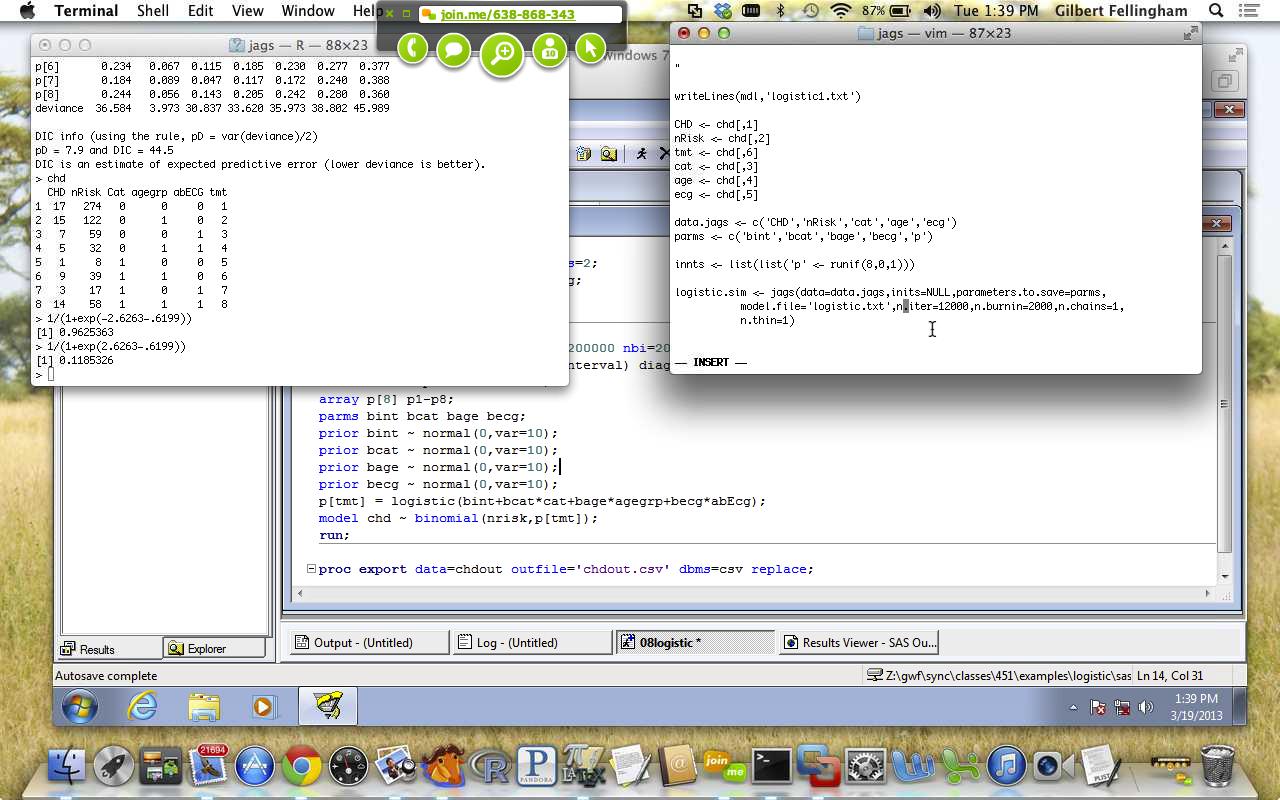 Terminal Shell Edit View Window Help
join.me/638-868-343
10
87% Tue 1:39 PM Gilbert Fellingham
jags — R — 88×23
p[6] 0.234 0.067 0.115 0.185 0.230 0.277 0.377
p[7] 0.184 0.089 0.047 0.117 0.172 0.240 0.388
p[8] 0.244 0.056 0.143 0.205 0.242 0.280 0.360
deviance 36.584 3.973 30.837 33.620 35.973 38.802 45.989
DIC info (using the rule, pD = var(deviance)/2)
pD = 7.9 and DIC = 44.5
DIC is an estimate of expected predictive error (lower deviance is better).
> chd
CHD nRisk Cat agegrp abECG tmt
1 17 274 0 0 0 1
2 15 122 0 1 0 2
3 7 59 0 0 1 3
4 5 32 0 1 1 4
5 1 8 1 0 0 5
6 9 39 1 1 0 6
7 3 17 1 0 1 7
8 14 58 1 1 1 8
> 1/(1+exp(-2.6263-.6199))
[1] 0.9625363
> 1/(1+exp(2.6263-.6199))
[1] 0.1185326
>
Windows 7
jags — vim — 87×23
"
writeLines(mdl,'logistic1.txt')
CHD <- chd[,1]
nRisk <- chd[,2]
tmt <- chd[,6]
cat <- chd[,3]
age <- chd[,4]
ecg <- chd[,5]
data.jags <- c('CHD','nRisk','cat','age','ecg')
parms <- c('bint','bcat','bage','becg','p')
innts <- list(list('p' <- runif(8,0,1)))
logistic.sim <- jags(data=data.jags,inits=NULL,parameters.to.save=parms,
model.file='logistic.txt',n.iter=12000,n.burnin=2000,n.chains=1,
n.thin=1)
-- INSERT --
s=2;
g;
200000 nbi=20
nterval) diag
array p[8] p1-p8;
parms bint bcat bage becg;
prior bint ~ normal(0,var=10);
prior bcat ~ normal(0,var=10);
prior bage ~ normal(0,var=10);
prior becg ~ normal(0,var=10);
p[tmt] = logistic(bint+bcat*cat+bage*agegrp+becg*abEcg);
model chd ~ binomial(nrisk,p[tmt]);
run;
proc export data=chdout outfile='chdout.csv' dbms=csv replace;
Results Explorer
Output - (Untitled) Log - (Untitled) 08logistic * Results Viewer - SAS Ou...
Autosave complete Z:\gwf\sync\classes\451\examples\logistic\sas Ln 14, Col 31
1:39 PM
3/19/2013
21694
R
P
PANDORA
join
me
PLIST